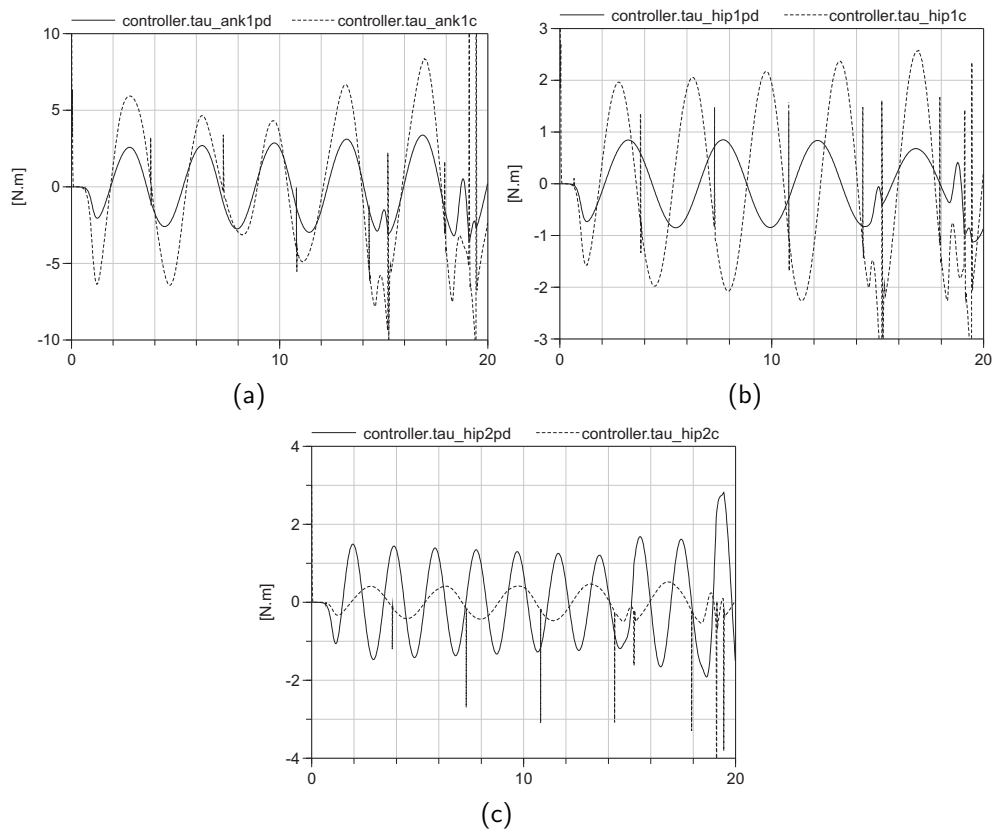 controller.tau_ank1pd controller.tau_ank1c
10
5
0
-5
-10
[N.m]
0 10 20
(a)
controller.tau_hip1pd controller.tau_hip1c
3
2
1
0
-1
-2
-3
[N.m]
0 10 20
(b)
controller.tau_hip2pd controller.tau_hip2c
4
2
0
-2
-4
[N.m]
0 10 20
(c)